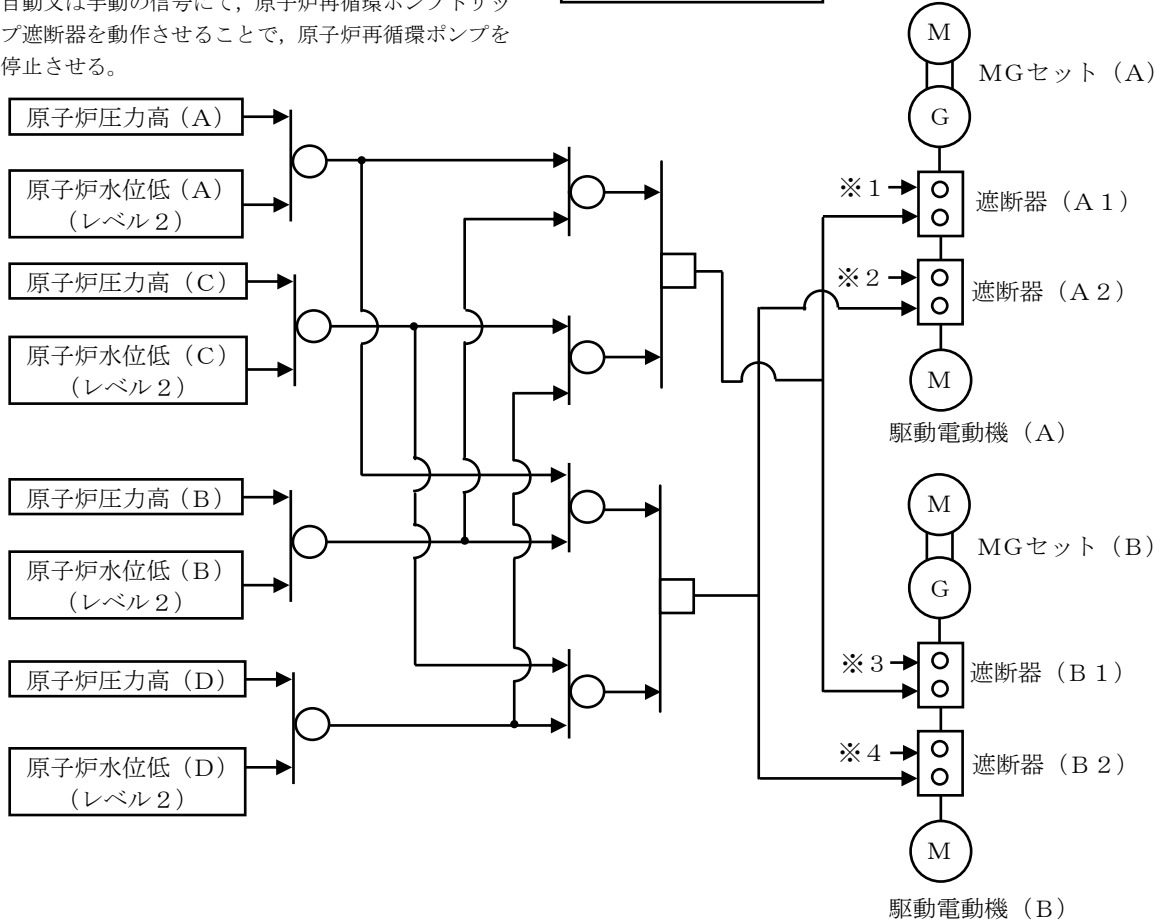 自動又は手動の信号にて，原子炉再循環ポンプトリッ
プ遮断器を動作させることで，原子炉再循環ポンプを
停止させる。
原子炉圧力高（A）
原子炉水位低（A）
（レベル２）
原子炉圧力高（C）
原子炉水位低（C）
（レベル２）
原子炉圧力高（B）
原子炉水位低（B）
（レベル２）
原子炉圧力高（D）
原子炉水位低（D）
（レベル２）
M
MGセット（A）
G
※１
遮断器（A１）
※２
遮断器（A２）
M
駆動電動機（A）
M
MGセット（B）
G
※３
遮断器（B１）
※４
遮断器（B２）
M
駆動電動機（B）